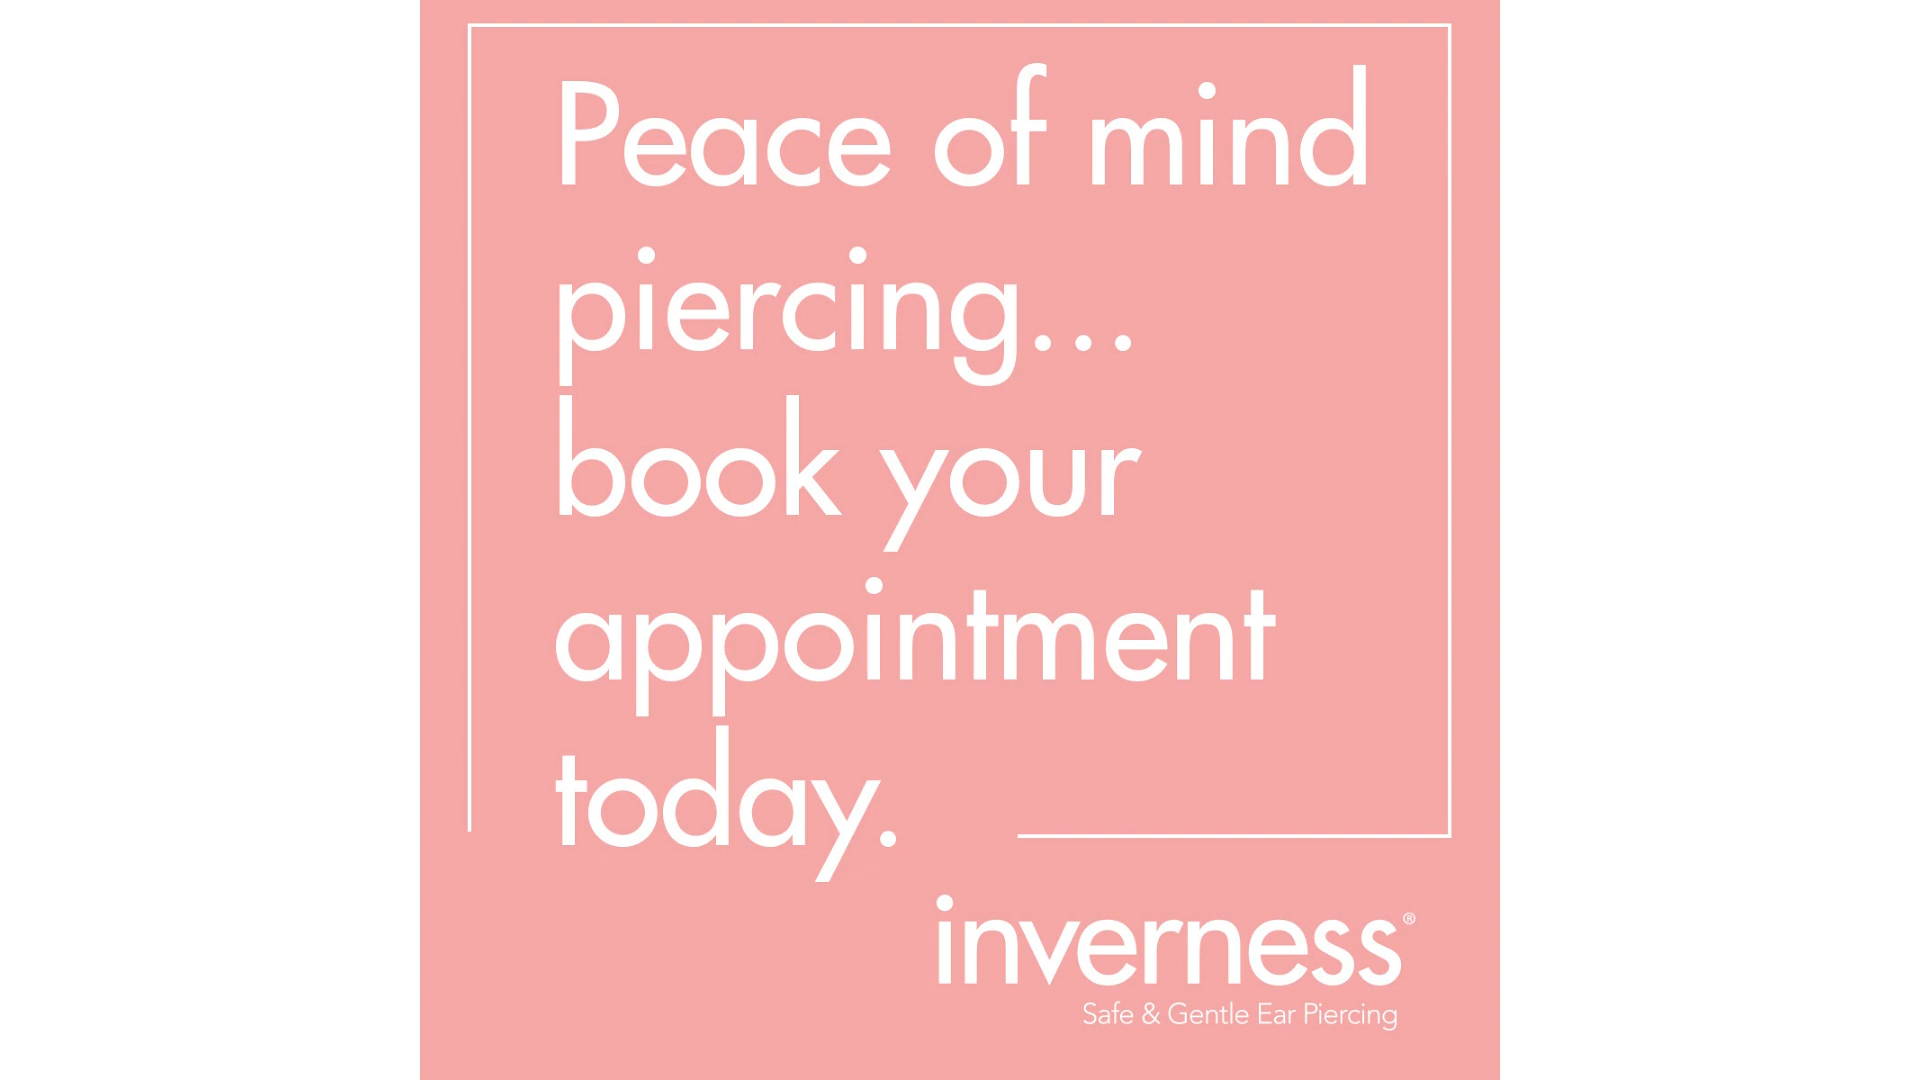 Peace of mind
piercing...
book your
appointment
today.
inverness®
Safe & Gentle Ear Piercing